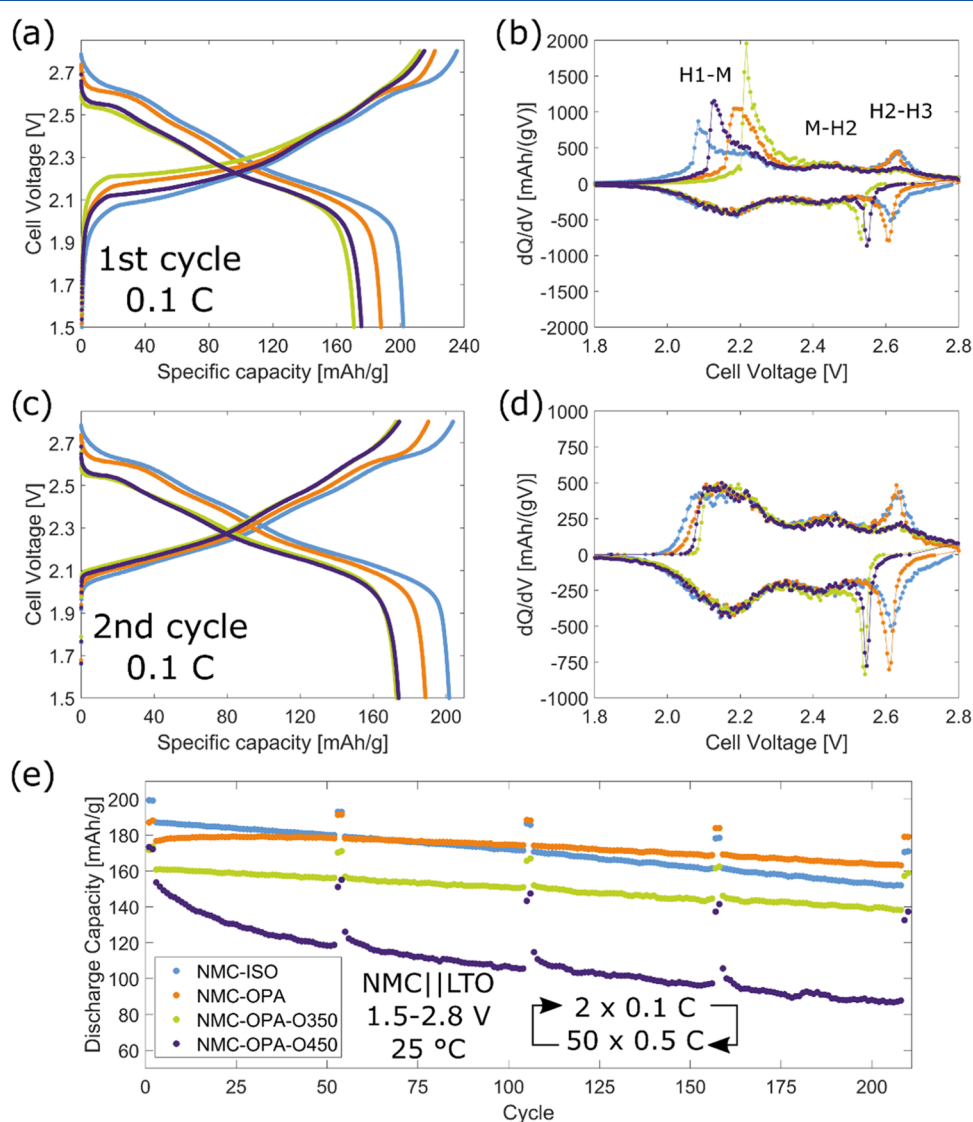 (a)
2.7
2.5
2.3
2.1
1.9
1.7
1.5
Cell Voltage [V]
1st cycle
0.1 C
0 40 80 120 160 200 240
Specific capacity [mAh/g]
(b)
2000
1500
1000
500
0
-500
-1000
-1500
-2000
dQ/dV [mAh/(gV)]
H1-M
M-H2
H2-H3
1.8 2.0 2.2 2.4 2.6 2.8
Cell Voltage [V]
(c)
2.7
2.5
2.3
2.1
1.9
1.7
1.5
Cell Voltage [V]
2nd cycle
0.1 C
0 40 80 120 160 200
Specific capacity [mAh/g]
(d)
1000
750
500
250
0
-250
-500
-750
-1000
dQ/dV [mAh/(gV)]
1.8 2.0 2.2 2.4 2.6 2.8
Cell Voltage [V]
(e)
200
180
160
140
120
100
80
60
Discharge Capacity [mAh/g]
NMC-ISO
NMC-OPA
NMC-OPA-O350
NMC-OPA-O450
NMC||LTO
1.5-2.8 V
25 °C
2 x 0.1 C
50 x 0.5 C
0 25 50 75 100 125 150 175 200
Cycle